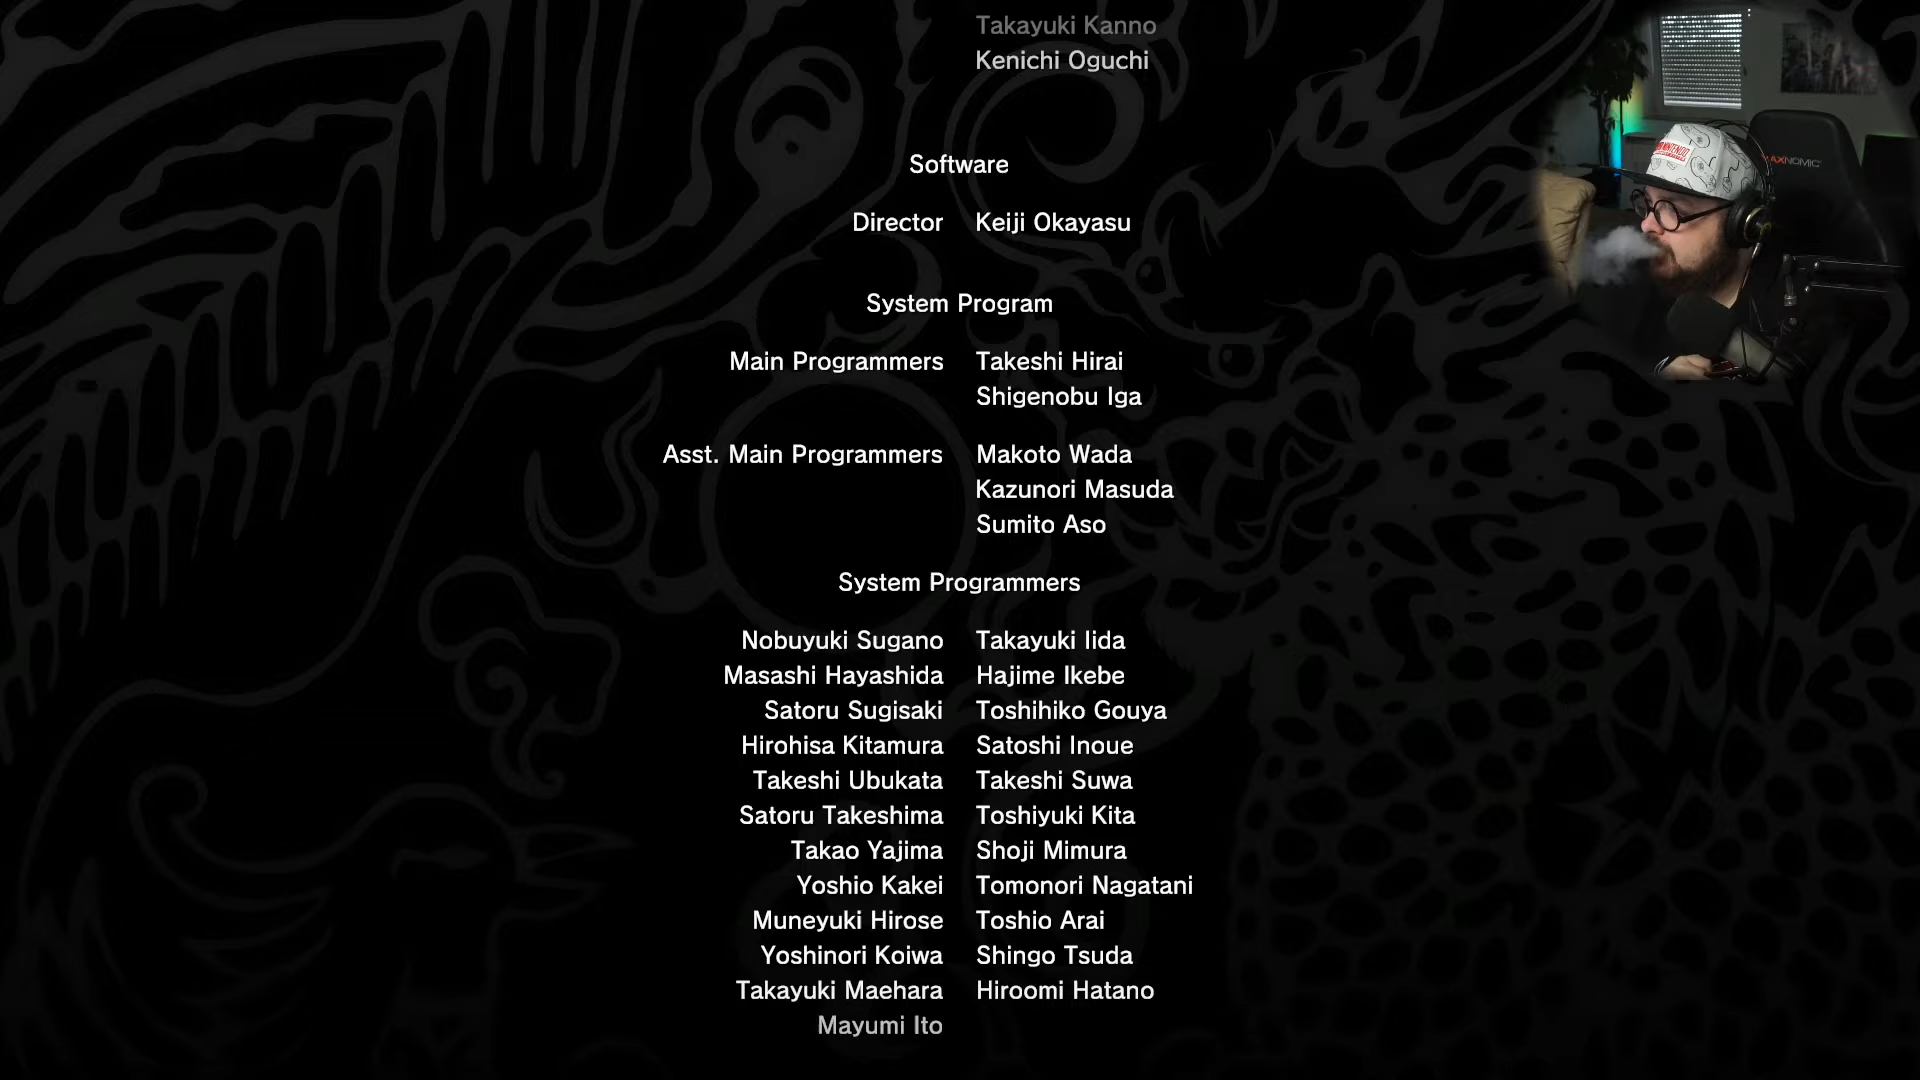 Takayuki Kanno
Kenichi Oguchi
Software
Director Keiji Okayasu
System Program
Main Programmers Takeshi Hirai
Shigenobu Iga
Asst. Main Programmers Makoto Wada
Kazunori Masuda
Sumito Aso
System Programmers
Nobuyuki Sugano Takayuki Iida
Masashi Hayashida Hajime Ikebe
Satoru Sugisaki Toshihiko Gouya
Hirohisa Kitamura Satoshi Inoue
Takeshi Ubukata Takeshi Suwa
Satoru Takeshima Toshiyuki Kita
Takao Yajima Shoji Mimura
Yoshio Kakei Tomonori Nagatani
Muneyuki Hirose Toshio Arai
Yoshinori Koiwa Shingo Tsuda
Takayuki Maehara Hiroomi Hatano
Mayumi Ito
NINTENDO
MAXNOMIC